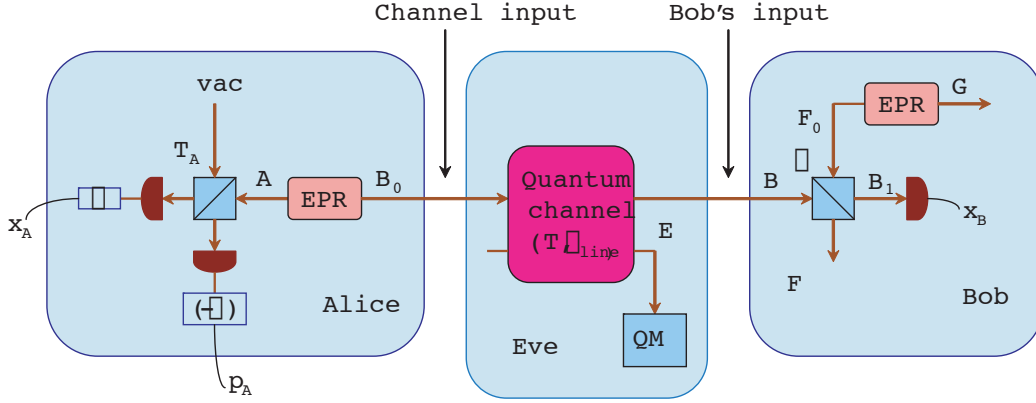 Channel input
Bob's input
vac
EPR
G
F0
TA
□
A
B0
EPR
□
xA
Quantum
channel
(T,□line)
B
B1
xB
E
(-□)
Alice
F
Bob
Eve
QM
pA